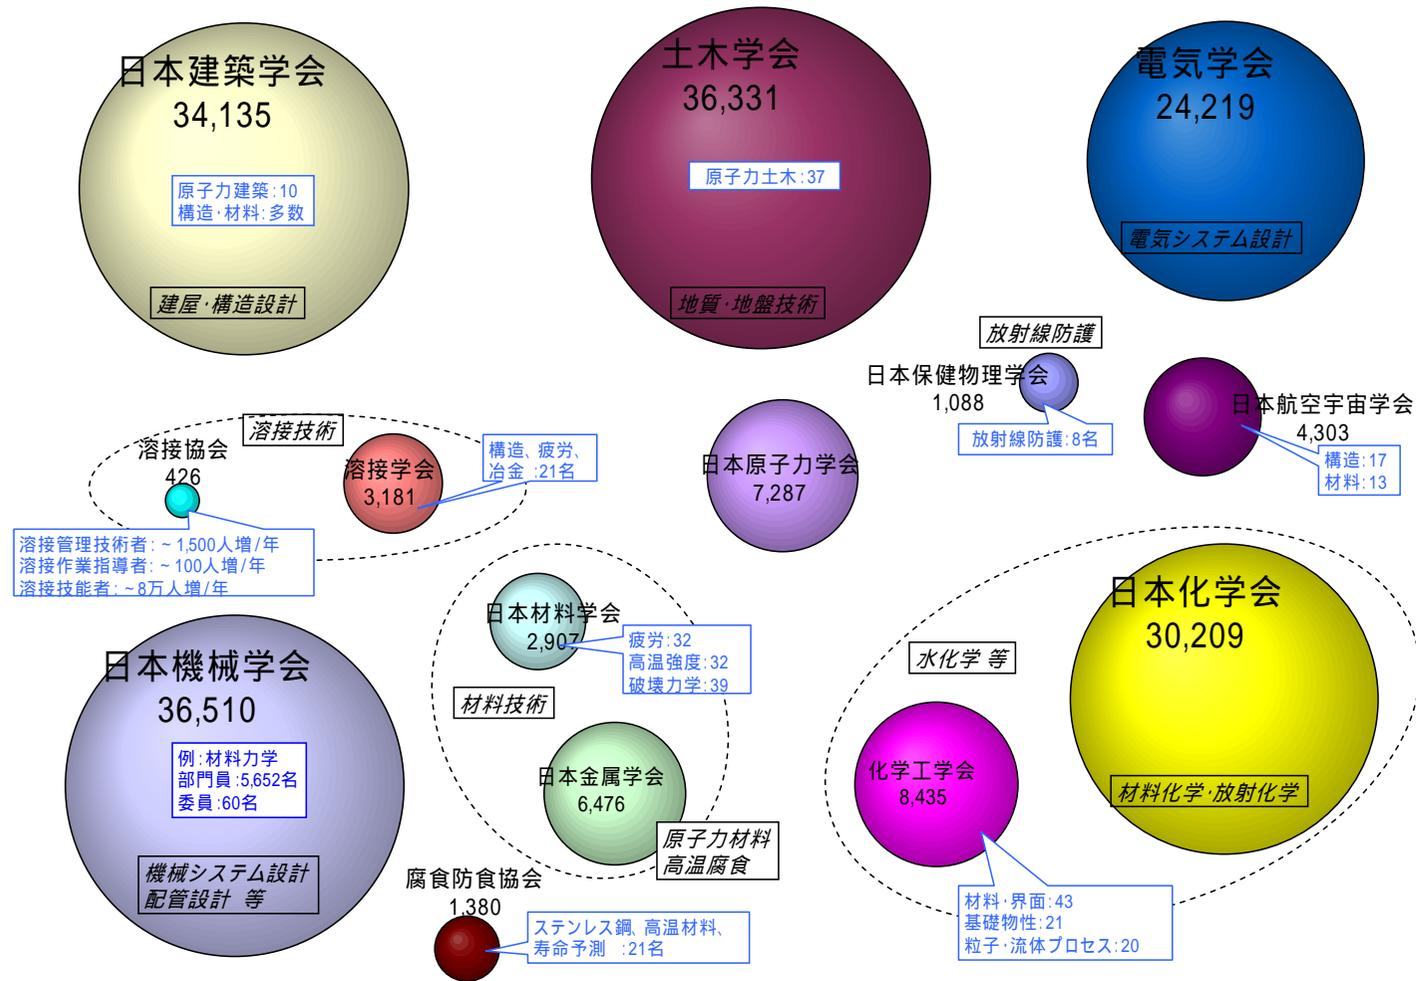 日本建築学会
34,135
原子力建築:10
構造・材料:多数
建屋・構造設計
土木学会
36,331
原子力土木:37
地質・地盤技術
電気学会
24,219
電気システム設計
放射線防護
日本保健物理学会
1,088
放射線防護:8名
日本航空宇宙学会
4,303
構造:17
材料:13
溶接技術
溶接協会
426
溶接学会
3,181
構造、疲労、
冶金 :21名
溶接管理技術者:~1,500人増/年
溶接作業指導者:~100人増/年
溶接技能者:~8万人増/年
日本原子力学会
7,287
日本機械学会
36,510
例:材料力学
部門員:5,652名
委員:60名
機械システム設計
配管設計 等
日本材料学会
2,907
疲労:32
高温強度:32
破壊力学:39
材料技術
日本金属学会
6,476
原子力材料
高温腐食
腐食防食協会
1,380
ステンレス鋼、高温材料、
寿命予測 :21名
水化学 等
日本化学会
30,209
材料化学・放射化学
化学工学会
8,435
材料・界面:43
基礎物性:21
粒子・流体プロセス:20